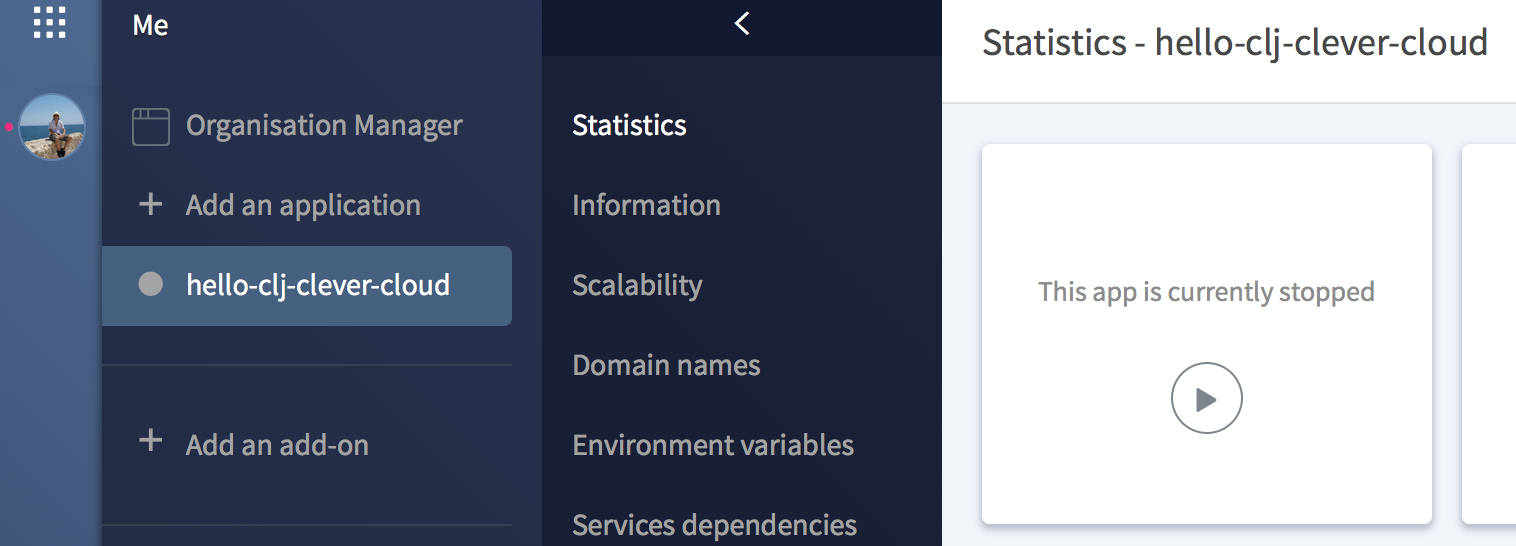 Me
Organisation Manager
Add an application
hello-clj-clever-cloud
Add an add-on
Statistics
Information
Scalability
Domain names
Environment variables
Services dependencies
Statistics - hello-clj-clever-cloud
This app is currently stopped